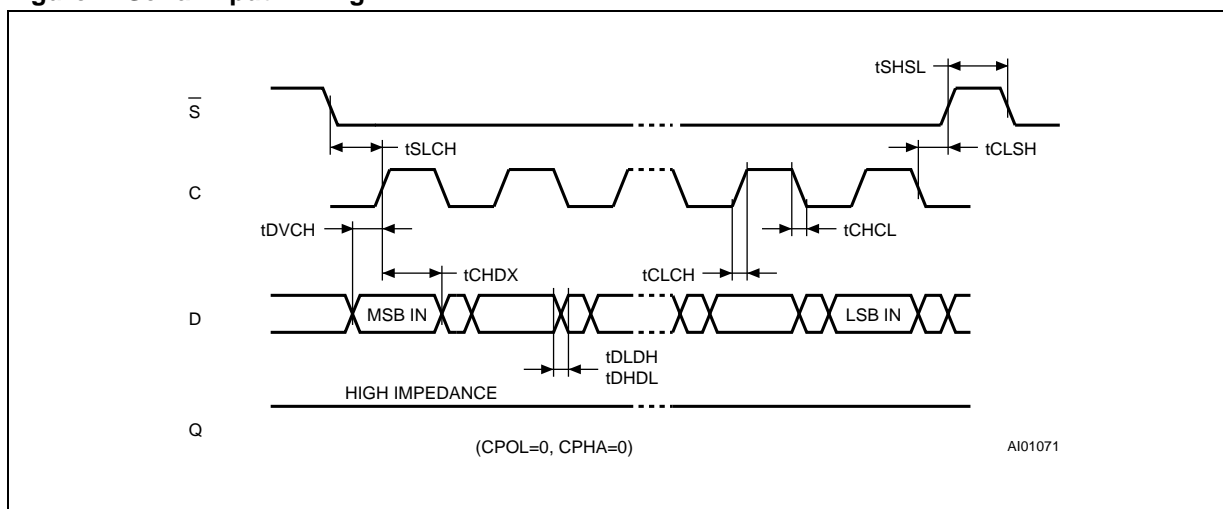 tSHSL
S
tSLCH
tCLSH
C
tDVCH
tCHCL
tCHDX
tCLCH
D
MSB IN
LSB IN
tDLDH
tDHDL
HIGH IMPEDANCE
Q
(CPOL=0, CPHA=0)
AI01071